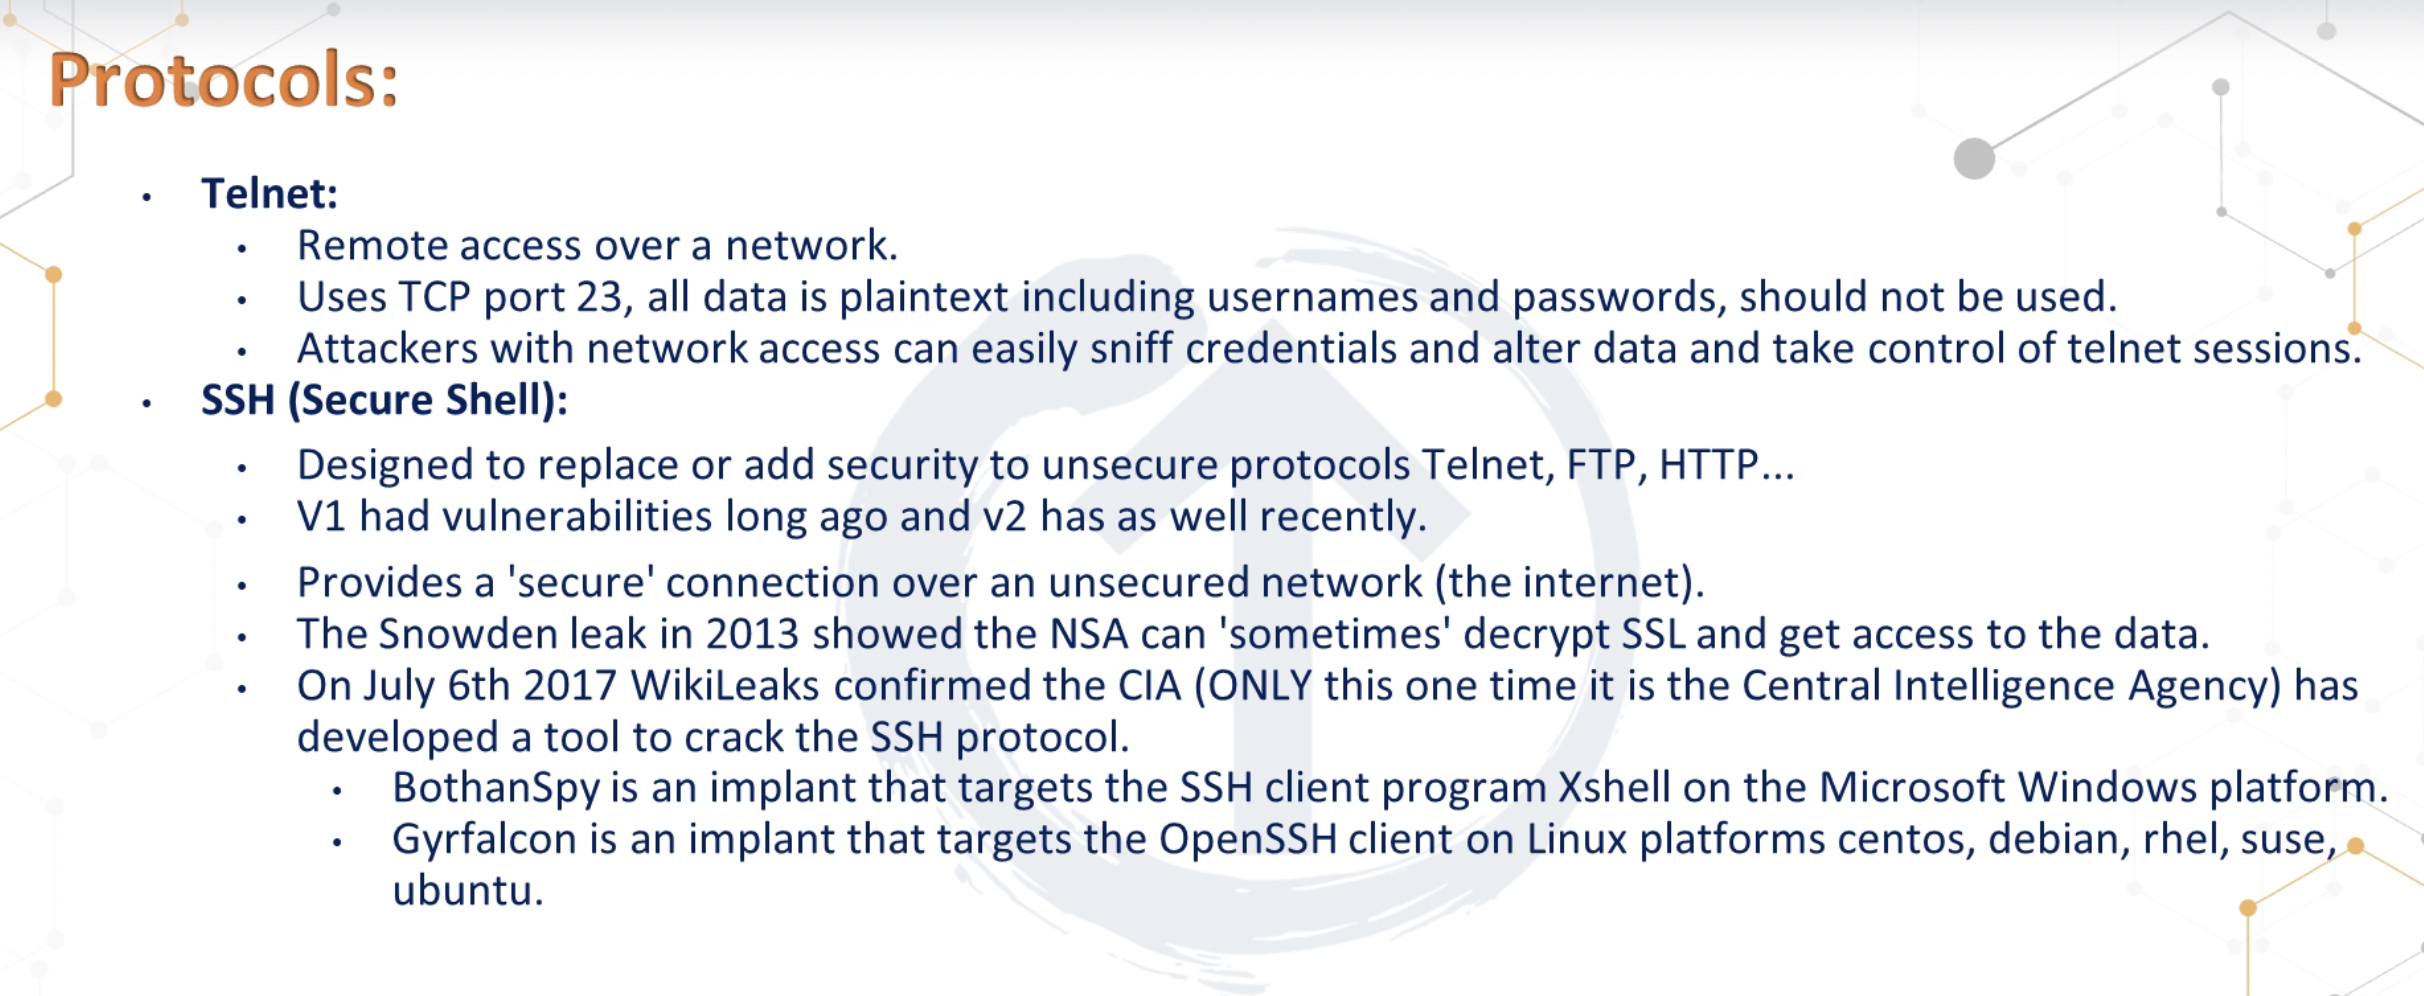 Protocols:
• Telnet:
• Remote access over a network.
• Uses TCP port 23, all data is plaintext including usernames and passwords, should not be used.
• Attackers with network access can easily sniff credentials and alter data and take control of telnet sessions.
• SSH (Secure Shell):
• Designed to replace or add security to unsecure protocols Telnet, FTP, HTTP...
• V1 had vulnerabilities long ago and v2 has as well recently.
• Provides a 'secure' connection over an unsecured network (the internet).
• The Snowden leak in 2013 showed the NSA can 'sometimes' decrypt SSL and get access to the data.
• On July 6th 2017 WikiLeaks confirmed the CIA (ONLY this one time it is the Central Intelligence Agency) has
developed a tool to crack the SSH protocol.
• BothanSpy is an implant that targets the SSH client program Xshell on the Microsoft Windows platform.
• Gyrfalcon is an implant that targets the OpenSSH client on Linux platforms centos, debian, rhel, suse,
ubuntu.